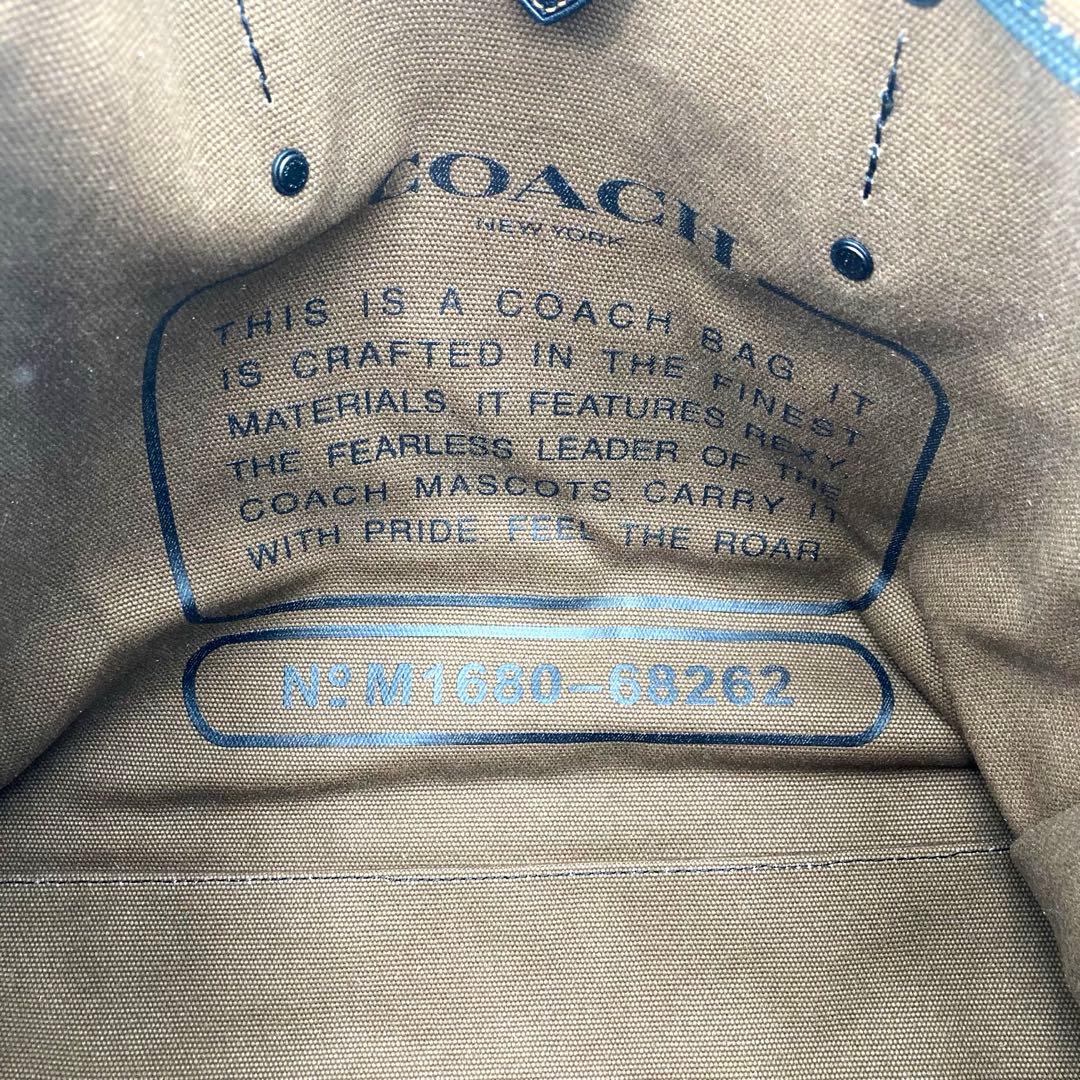 COACH
NEW YORK
THIS IS A COACH BAG. IT
IS CRAFTED IN THE FINEST
MATERIALS. IT FEATURES REXY,
THE FEARLESS LEADER OF THE
COACH MASCOTS. CARRY IT
WITH PRIDE. FEEL THE ROAR.
Nº M1680-68262